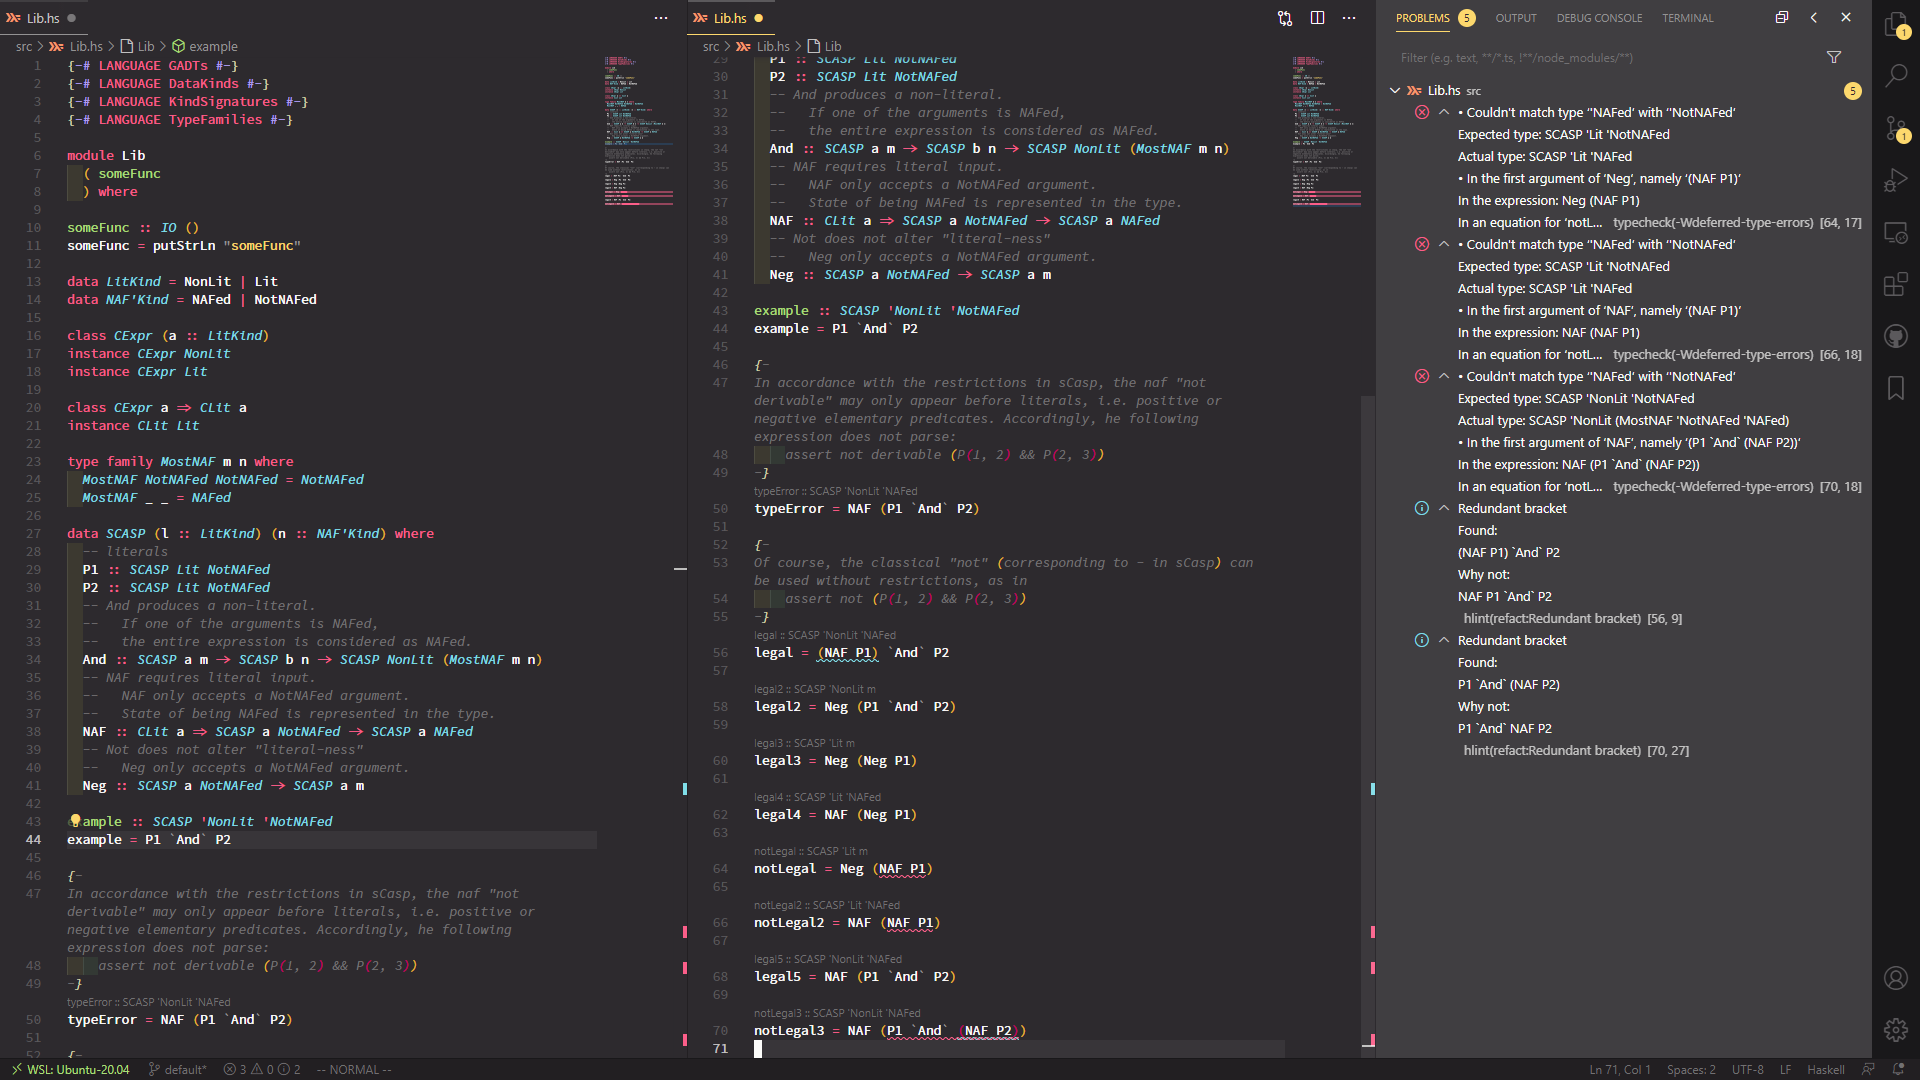 Lib.hs
src > Lib.hs > Lib > example
1 {-# LANGUAGE GADTs #-}
2 {-# LANGUAGE DataKinds #-}
3 {-# LANGUAGE KindSignatures #-}
4 {-# LANGUAGE TypeFamilies #-}
5
6 module Lib
7 ( someFunc
8 ) where
9
10 someFunc :: IO ()
11 someFunc = putStrLn "someFunc"
12
13 data LitKind = NonLit | Lit
14 data NAF'Kind = NAFed | NotNAFed
15
16 class CExpr (a :: LitKind)
17 instance CExpr NonLit
18 instance CExpr Lit
19
20 class CExpr a => CLit a
21 instance CLit Lit
22
23 type family MostNAF m n where
24 MostNAF NotNAFed NotNAFed = NotNAFed
25 MostNAF _ _ = NAFed
26
27 data SCASP (l :: LitKind) (n :: NAF'Kind) where
28 -- literals
29 P1 :: SCASP Lit NotNAFed
30 P2 :: SCASP Lit NotNAFed
31 -- And produces a non-literal.
32 -- If one of the arguments is NAFed,
33 -- the entire expression is considered as NAFed.
34 And :: SCASP a m -> SCASP b n -> SCASP NonLit (MostNAF m n)
35 -- NAF requires literal input.
36 -- NAF only accepts a NotNAFed argument.
37 -- State of being NAFed is represented in the type.
38 NAF :: CLit a => SCASP a NotNAFed -> SCASP a NAFed
39 -- Not does not alter "literal-ness"
40 -- Neg only accepts a NotNAFed argument.
41 Neg :: SCASP a NotNAFed -> SCASP a m
42
43 ample :: SCASP 'NonLit 'NotNAFed
44 example = P1 `And` P2
45
46 {-
47 In accordance with the restrictions in sCasp, the naf "not
derivable" may only appear before literals, i.e. positive or
negative elementary predicates. Accordingly, he following
expression does not parse:
48 assert not derivable (P(1, 2) && P(2, 3))
49 -}
typeError :: SCASP 'NonLit 'NAFed
50 typeError = NAF (P1 `And` P2)
51
52 {-
Lib.hs
src > Lib.hs > Lib
29 P1 :: SCASP Lit NotNAFed
30 P2 :: SCASP Lit NotNAFed
31 -- And produces a non-literal.
32 -- If one of the arguments is NAFed,
33 -- the entire expression is considered as NAFed.
34 And :: SCASP a m -> SCASP b n -> SCASP NonLit (MostNAF m n)
35 -- NAF requires literal input.
36 -- NAF only accepts a NotNAFed argument.
37 -- State of being NAFed is represented in the type.
38 NAF :: CLit a => SCASP a NotNAFed -> SCASP a NAFed
39 -- Not does not alter "literal-ness"
40 -- Neg only accepts a NotNAFed argument.
41 Neg :: SCASP a NotNAFed -> SCASP a m
42
43 example :: SCASP 'NonLit 'NotNAFed
44 example = P1 `And` P2
45
46 {-
47 In accordance with the restrictions in sCasp, the naf "not
derivable" may only appear before literals, i.e. positive or
negative elementary predicates. Accordingly, he following
expression does not parse:
48 assert not derivable (P(1, 2) && P(2, 3))
49 -}
typeError :: SCASP 'NonLit 'NAFed
50 typeError = NAF (P1 `And` P2)
51
52 {-
53 Of course, the classical "not" (corresponding to - in sCasp) can
be used without restrictions, as in
54 assert not (P(1, 2) && P(2, 3))
55 -}
legal :: SCASP 'NonLit 'NAFed
56 legal = (NAF P1) `And` P2
57
legal2 :: SCASP 'NonLit m
58 legal2 = Neg (P1 `And` P2)
59
legal3 :: SCASP 'Lit m
60 legal3 = Neg (Neg P1)
61
legal4 :: SCASP 'Lit 'NAFed
62 legal4 = NAF (Neg P1)
63
notLegal :: SCASP 'Lit m
64 notLegal = Neg (NAF P1)
65
notLegal2 :: SCASP 'Lit 'NAFed
66 notLegal2 = NAF (NAF P1)
67
legal5 :: SCASP 'NonLit 'NAFed
68 legal5 = NAF (P1 `And` P2)
69
notLegal3 :: SCASP 'NonLit 'NAFed
70 notLegal3 = NAF (P1 `And` (NAF P2))
71
PROBLEMS 5 OUTPUT DEBUG CONSOLE TERMINAL
Filter (e.g. text, **/*.ts, !**/node_modules/**)
Lib.hs src 5
• Couldn't match type ‘'NAFed’ with ‘'NotNAFed’
Expected type: SCASP 'Lit 'NotNAFed
Actual type: SCASP 'Lit 'NAFed
• In the first argument of ‘Neg’, namely ‘(NAF P1)’
In the expression: Neg (NAF P1)
In an equation for ‘notL... typecheck(-Wdeferred-type-errors) [64, 17]
• Couldn't match type ‘'NAFed’ with ‘'NotNAFed’
Expected type: SCASP 'Lit 'NotNAFed
Actual type: SCASP 'Lit 'NAFed
• In the first argument of ‘NAF’, namely ‘(NAF P1)’
In the expression: NAF (NAF P1)
In an equation for ‘notL... typecheck(-Wdeferred-type-errors) [66, 18]
• Couldn't match type ‘'NAFed’ with ‘'NotNAFed’
Expected type: SCASP 'NonLit 'NotNAFed
Actual type: SCASP 'NonLit (MostNAF 'NotNAFed 'NAFed)
• In the first argument of ‘NAF’, namely ‘(P1 `And` (NAF P2))’
In the expression: NAF (P1 `And` (NAF P2))
In an equation for ‘notL... typecheck(-Wdeferred-type-errors) [70, 18]
Redundant bracket
Found:
(NAF P1) `And` P2
Why not:
NAF P1 `And` P2
hlint(refact:Redundant bracket) [56, 9]
Redundant bracket
Found:
P1 `And` (NAF P2)
Why not:
P1 `And` NAF P2
hlint(refact:Redundant bracket) [70, 27]
1
1
WSL: Ubuntu-20.04 default* 3 0 2 -- NORMAL --
Ln 71, Col 1 Spaces: 2 UTF-8 LF Haskell